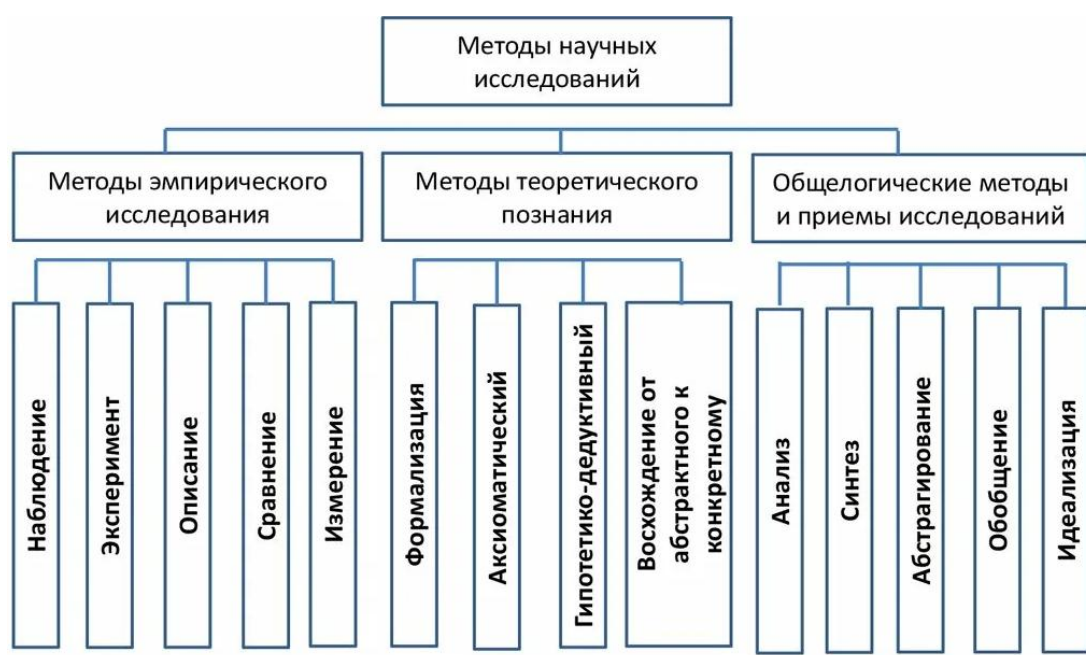 Методы научных
исследований
Методы эмпирического
исследования
Методы теоретического
познания
Общелогические методы
и приемы исследований
Наблюдение
Эксперимент
Описание
Сравнение
Измерение
Формализация
Аксиоматический
Гипотетико-дедуктивный
Восхождение от
абстрактного к
конкретному
Анализ
Синтез
Абстрагирование
Обобщение
Идеализация